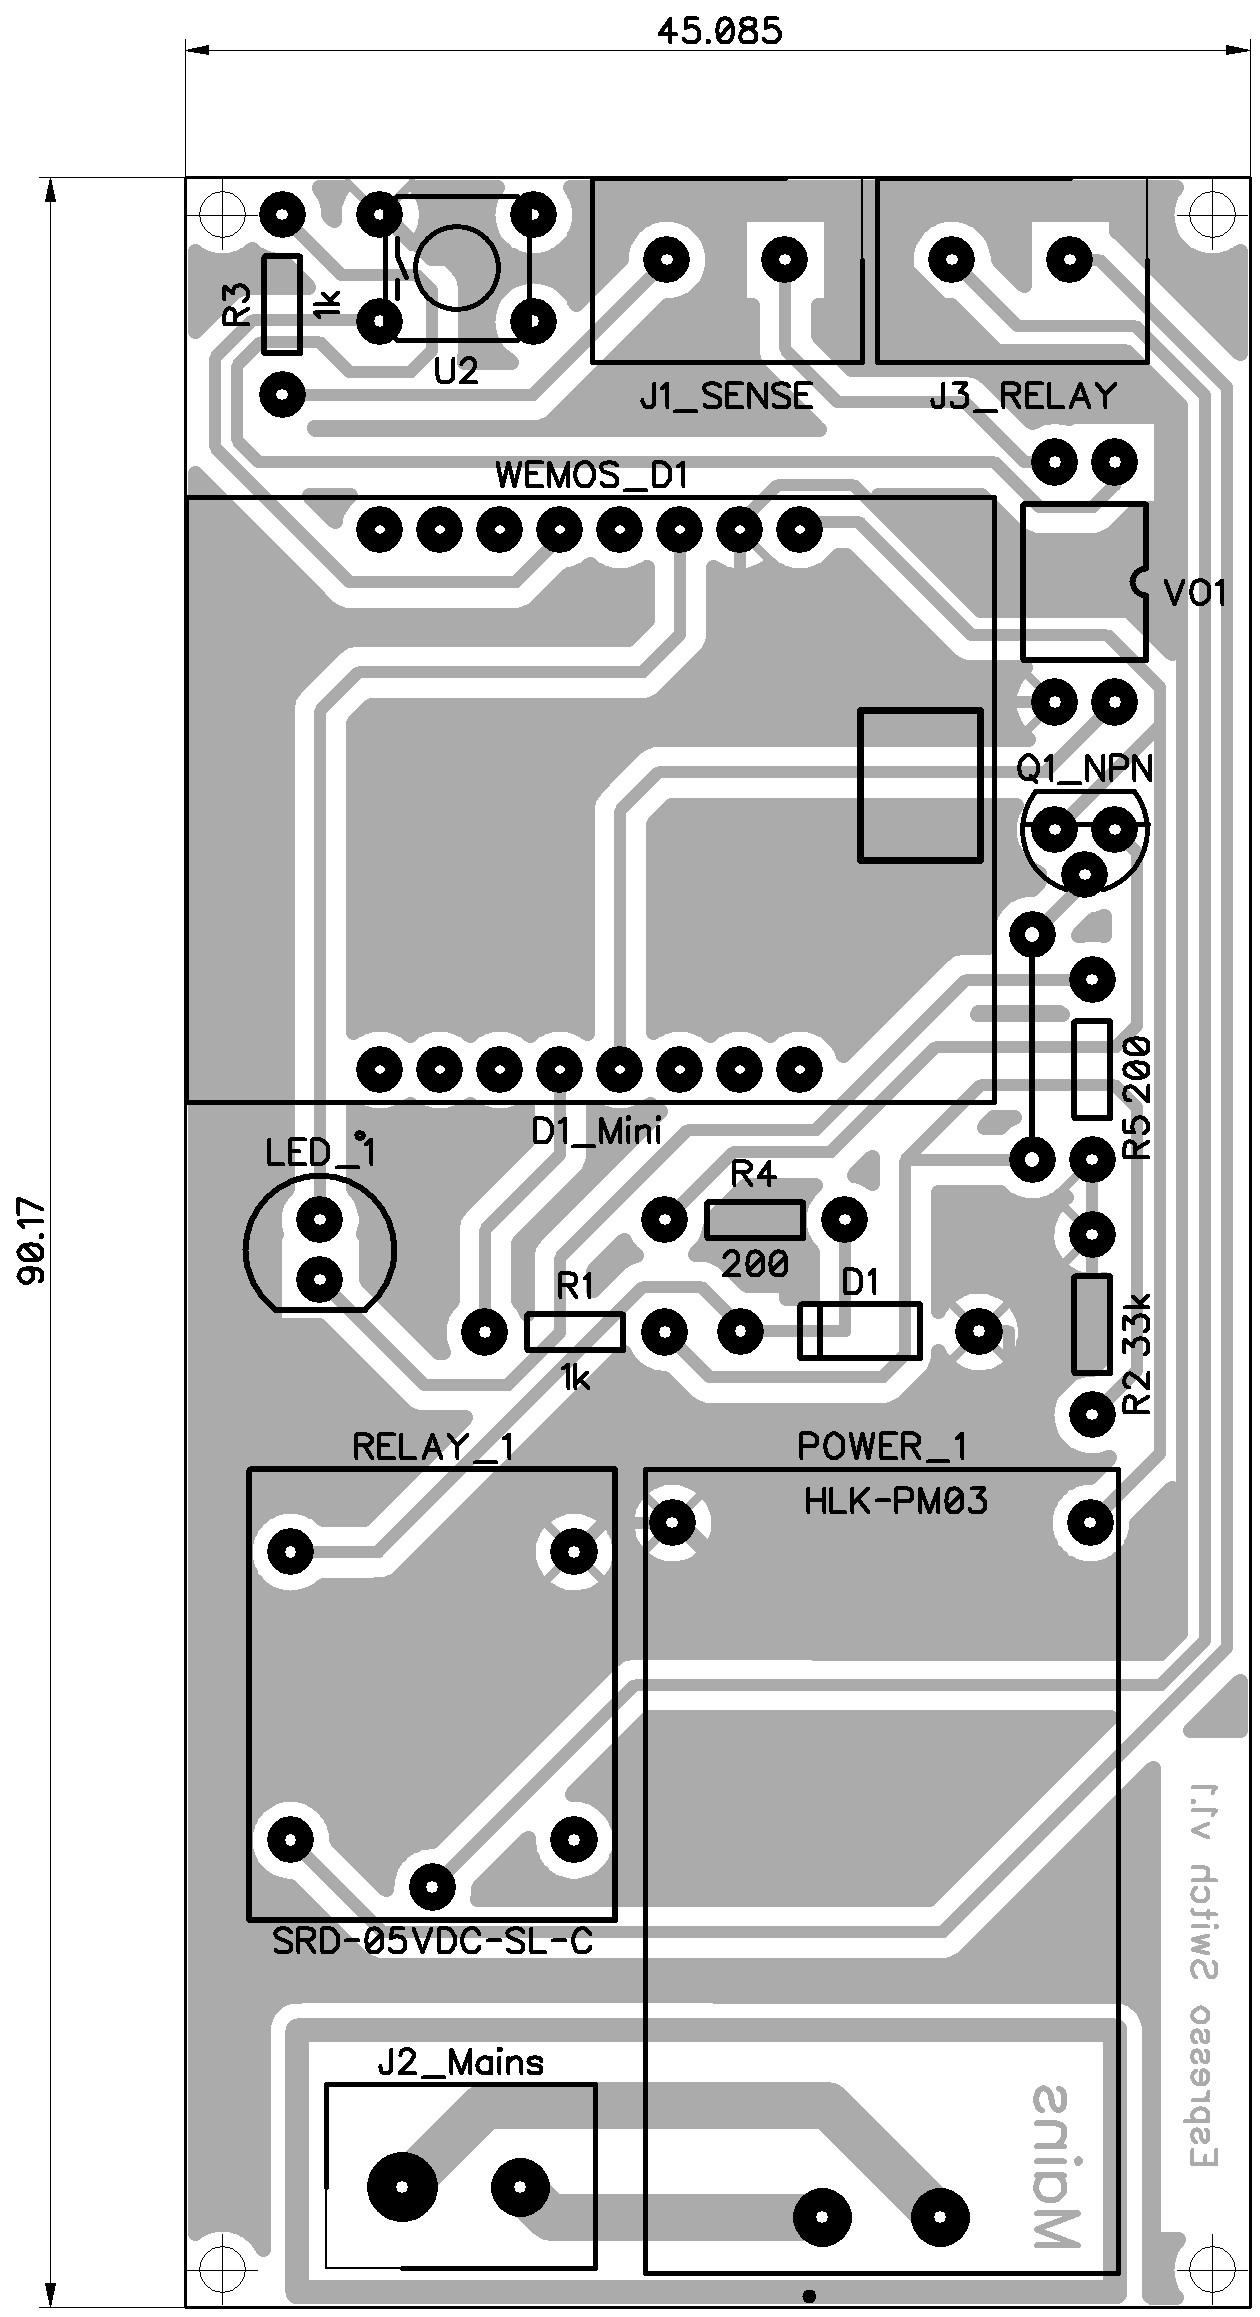 45.085
90.17
R3
1k
U2
J1_SENSE
J3_RELAY
WEMOS_D1
VO1
Q1_NPN
D1_Mini
R5 200
LED_1
R4
200
R1
1k
D1
R2 33k
RELAY_1
POWER_1
HLK-PM03
SRD-05VDC-SL-C
J2_Mains
Mains
Espresso Switch v1.1